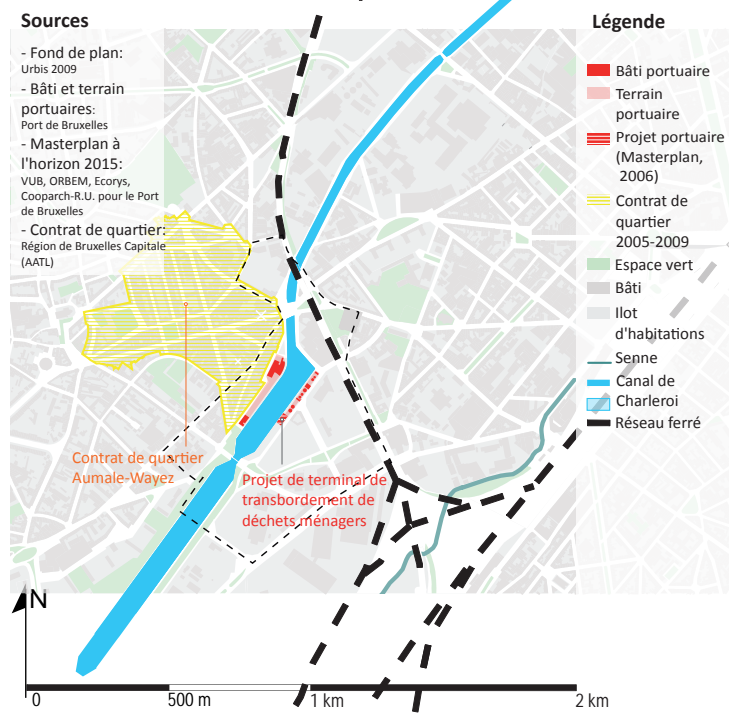 Sources
- Fond de plan:
Urbis 2009
- Bâti et terrain
portuaires:
Port de Bruxelles
- Masterplan à
l'horizon 2015:
VUB, ORBEM, Ecorys,
Cooparch-R.U. pour le Port
de Bruxelles
- Contrat de quartier:
Région de Bruxelles Capitale
(AATL)
Légende
Bâti portuaire
Terrain
portuaire
Projet portuaire
(Masterplan,
2006)
Contrat de
quartier
2005-2009
Espace vert
Bâti
Ilot
d'habitations
Senne
Canal de
Charleroi
Réseau ferré
Contrat de quartier
Aumale-Wayez
Projet de terminal de
transbordement de
déchets ménagers
N
0 500 m 1 km 2 km